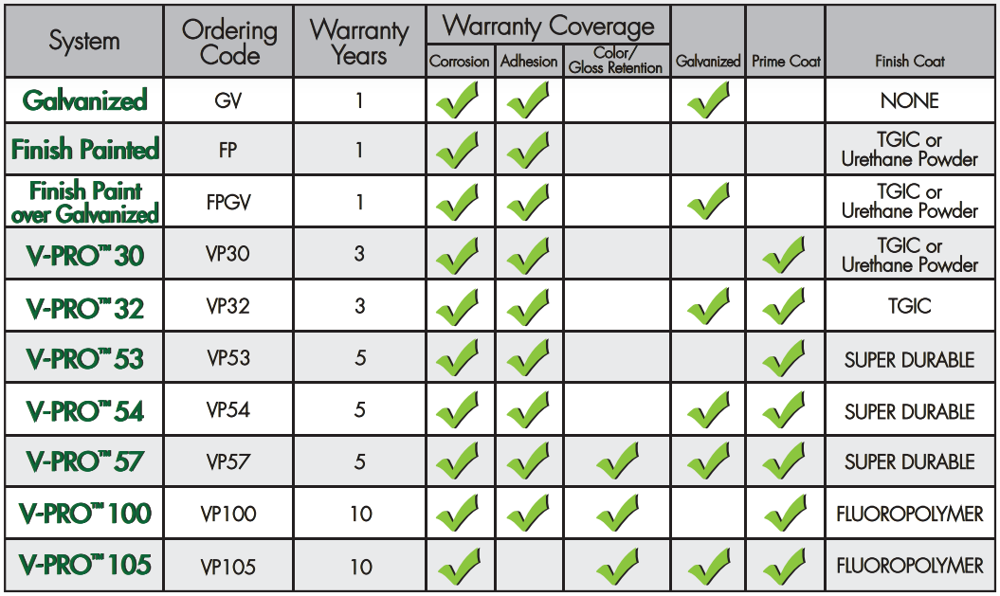 System
Ordering
Code
Warranty
Years
Warranty Coverage
Corrosion Adhesion Color/
Gloss Retention
Galvanized Prime Coat Finish Coat
Galvanized GV 1 NONE
Finish Painted FP 1 TGIC or
Urethane Powder
Finish Paint
over Galvanized FPGV 1 TGIC or
Urethane Powder
V-PRO™ 30 VP30 3 TGIC or
Urethane Powder
V-PRO™ 32 VP32 3 TGIC
V-PRO™ 53 VP53 5 SUPER DURABLE
V-PRO™ 54 VP54 5 SUPER DURABLE
V-PRO™ 57 VP57 5 SUPER DURABLE
V-PRO™ 100 VP100 10 FLUOROPOLYMER
V-PRO™ 105 VP105 10 FLUOROPOLYMER